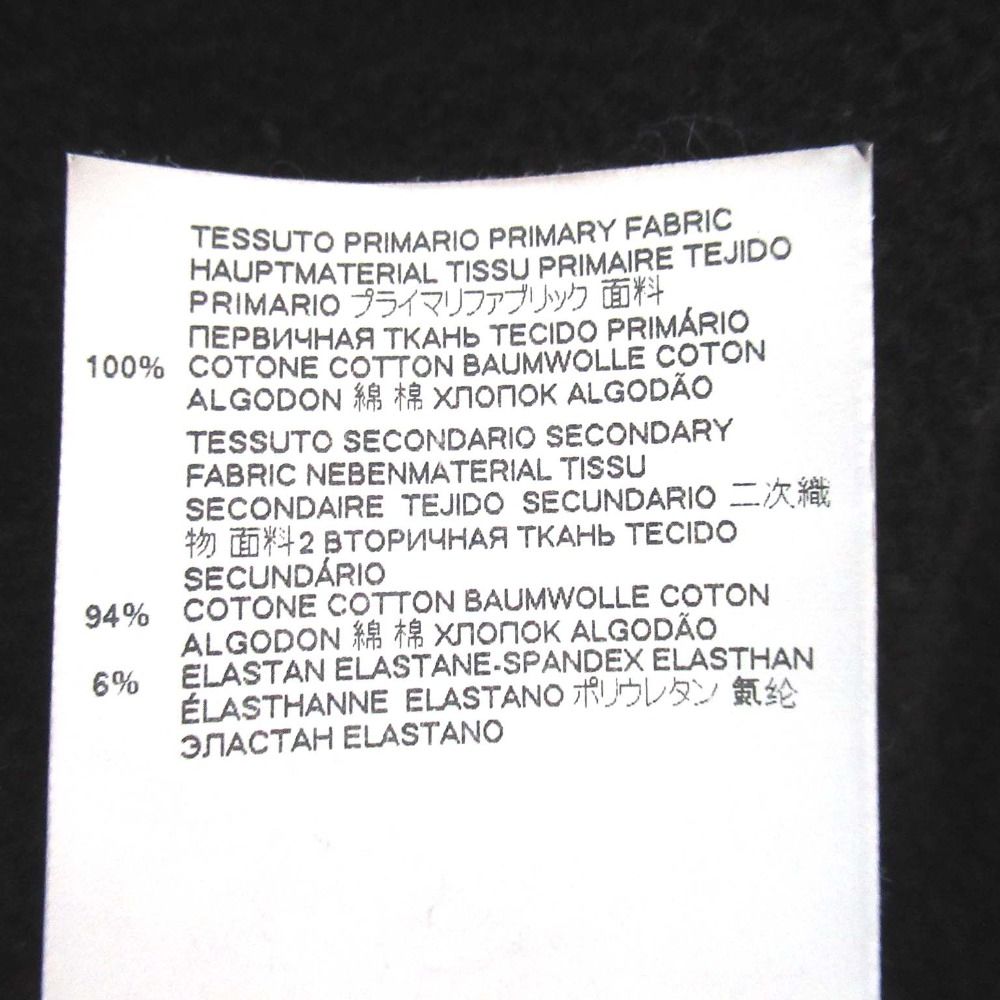 TESSUTO PRIMARIO PRIMARY FABRIC
HAUPTMATERIAL TISSU PRIMAIRE TEJIDO
PRIMARIO プライマリファブリック 面料
ПЕРВИЧНАЯ ТКАНЬ TECIDO PRIMÁRIO
100% COTONE COTTON BAUMWOLLE COTON
ALGODON 綿 棉 ХЛОПОК ALGODÃO
TESSUTO SECONDARIO SECONDARY
FABRIC NEBENMATERIAL TISSU
SECONDAIRE TEJIDO SECUNDARIO 二次織
物 面料2 ВТОРИЧНАЯ ТКАНЬ TECIDO
SECUNDÁRIO
94% COTONE COTTON BAUMWOLLE COTON
ALGODON 綿 棉 ХЛОПОК ALGODÃO
6% ELASTAN ELASTANE-SPANDEX ELASTHAN
ÉLASTHANNE ELASTANO ポリウレタン 氨纶
ЭЛАСТАН ELASTANO